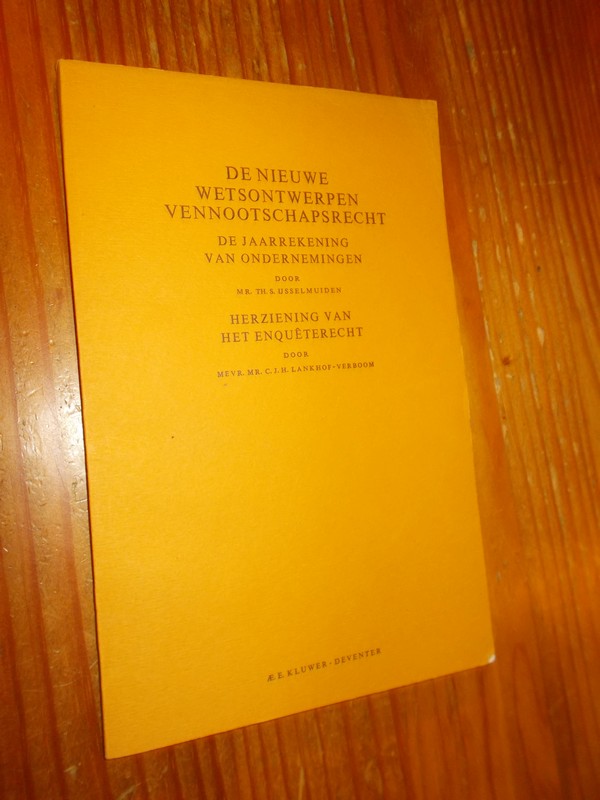 DE NIEUWE
WETSONTWERPEN
VENNOOTSCHAPSRECHT
DE JAARREKENING
VAN ONDERNEMINGEN
DOOR
MR. TH. S. IJSSELMUIDEN
HERZIENING VAN
HET ENQUÊTERECHT
DOOR
MEVR. MR. C. J. H. LANKHOF-VERBOOM
Æ. E. KLUWER · DEVENTER